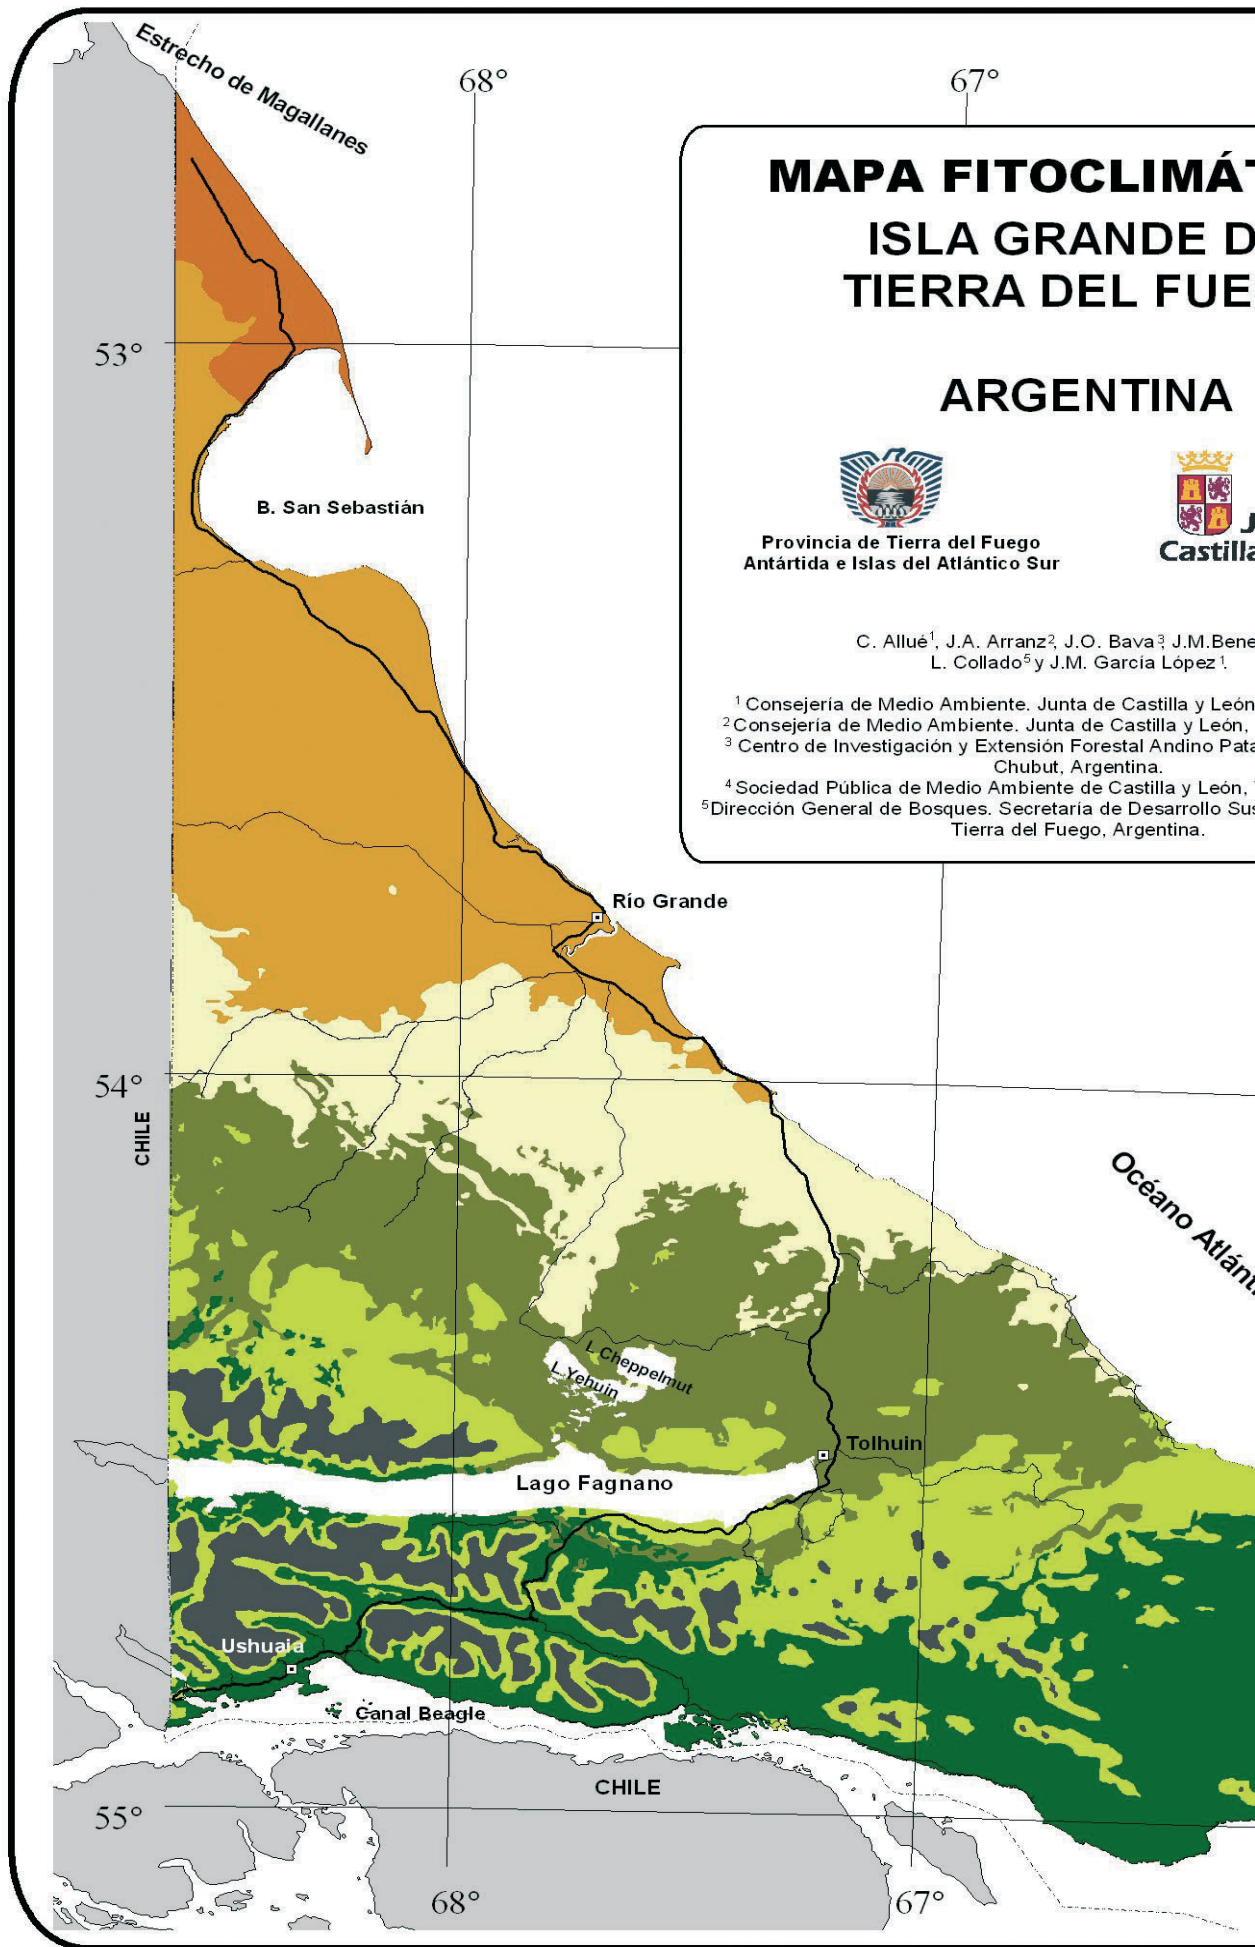 Estrecho de Magallanes
68°
67°
MAPA FITOCLIMÁT
ISLA GRANDE D
TIERRA DEL FUE
53°
ARGENTINA
B. San Sebastián
Provincia de Tierra del Fuego
Antártida e Islas del Atlántico Sur
J
Castilla
C. Allué¹, J.A. Arranz², J.O. Bava³, J.M.Bene
L. Collado⁵ y J.M. García López¹.
¹ Consejería de Medio Ambiente. Junta de Castilla y León
² Consejería de Medio Ambiente. Junta de Castilla y León,
³ Centro de Investigación y Extensión Forestal Andino Pata
Chubut, Argentina.
⁴ Sociedad Pública de Medio Ambiente de Castilla y León,
⁵Dirección General de Bosques. Secretaría de Desarrollo Sus
Tierra del Fuego, Argentina.
Río Grande
54°
CHILE
Océano Atlánti
L.Cheppelmut
L.Yehuin
Tolhuin
Lago Fagnano
Ushuaia
Canal Beagle
CHILE
55°
68°
67°